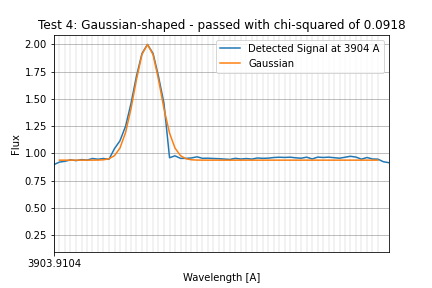 Test 4: Gaussian-shaped - passed with chi-squared of 0.0918
2.00
1.75
1.50
1.25
1.00
0.75
0.50
0.25
Flux
Detected Signal at 3904 A
Gaussian
3903.9104
Wavelength [A]